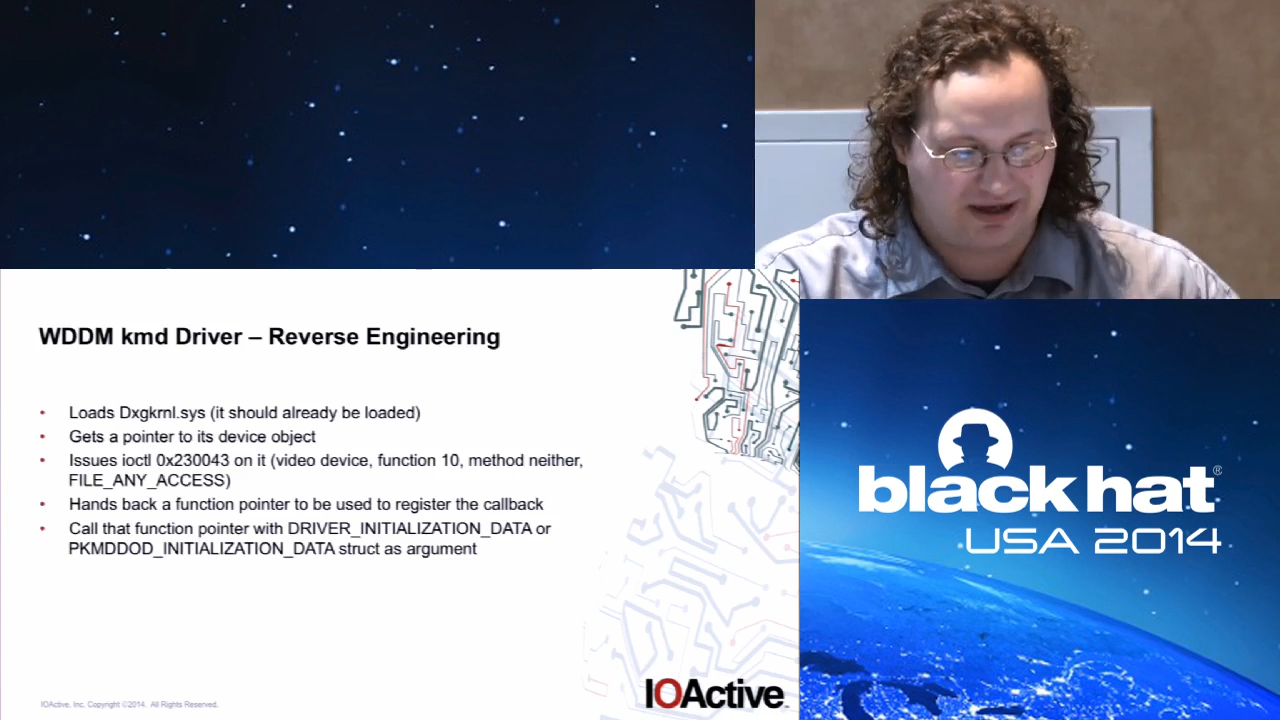 WDDM kmd Driver – Reverse Engineering
• Loads Dxgkrnl.sys (it should already be loaded)
• Gets a pointer to its device object
• Issues ioctl 0x230043 on it (video device, function 10, method neither,
FILE_ANY_ACCESS)
• Hands back a function pointer to be used to register the callback
• Call that function pointer with DRIVER_INITIALIZATION_DATA or
PKMDDOD_INITIALIZATION_DATA struct as argument
IOActive, Inc. Copyright ©2014. All Rights Reserved.
IOActive
black hat®
USA 2014